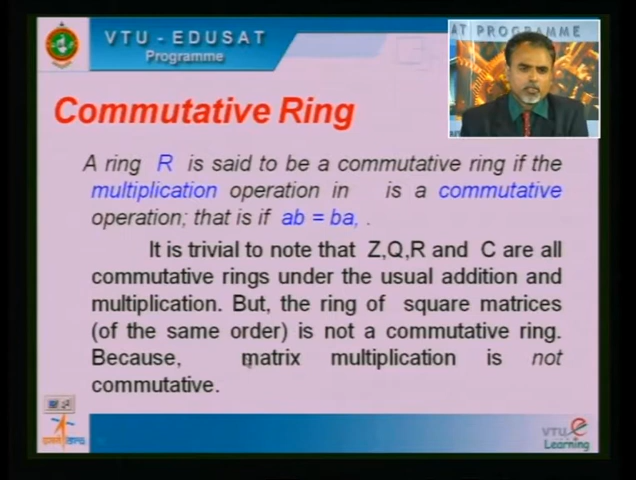 VTU - EDUSAT
Programme
AT PROGRAMME
Commutative Ring
A ring R is said to be a commutative ring if the
multiplication operation in is a commutative
operation; that is if ab = ba, .
It is trivial to note that Z,Q,R and C are all
commutative rings under the usual addition and
multiplication. But, the ring of square matrices
(of the same order) is not a commutative ring.
Because, matrix multiplication is not
commutative.
VTU e
Learning